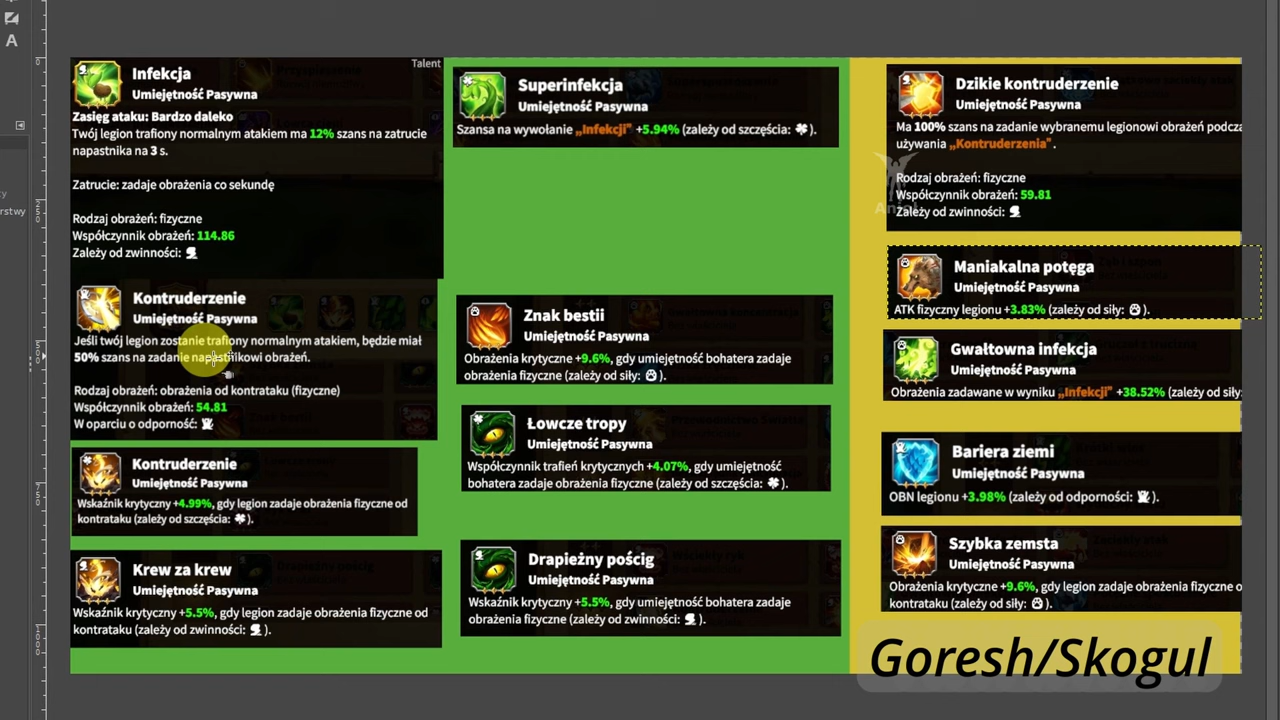 Talent
Infekcja
Umiejętność Pasywna
Zasięg ataku: Bardzo daleko
Twój legion trafiony normalnym atakiem ma 12% szans na zatrucie
napastnika na 3 s.
Zatrucie: zadaje obrażenia co sekundę
Rodzaj obrażeń: fizyczne
Współczynnik obrażeń: 114.86
Zależy od zwinności:
Kontruderzenie
Umiejętność Pasywna
Jeśli twój legion zostanie trafiony normalnym atakiem, będzie miał
50% szans na zadanie napastnikowi obrażeń.
Rodzaj obrażeń: obrażenia od kontrataku (fizyczne)
Współczynnik obrażeń: 54.81
W oparciu o odporność:
Kontruderzenie
Umiejętność Pasywna
Wskaźnik krytyczny +4.99%, gdy legion zadaje obrażenia fizyczne od
kontrataku (zależy od szczęścia: ).
Krew za krew
Umiejętność Pasywna
Wskaźnik krytyczny +5.5%, gdy legion zadaje obrażenia fizyczne od
kontrataku (zależy od zwinności: ).
Superinfekcja
Umiejętność Pasywna
Szansa na wywołanie „Infekcji" +5.94% (zależy od szczęścia: ).
Znak bestii
Umiejętność Pasywna
Obrażenia krytyczne +9.6%, gdy umiejętność bohatera zadaje
obrażenia fizyczne (zależy od siły: ).
Łowcze tropy
Umiejętność Pasywna
Współczynnik trafień krytycznych +4.07%, gdy umiejętność
bohatera zadaje obrażenia fizyczne (zależy od szczęścia: ).
Drapieżny pościg
Umiejętność Pasywna
Wskaźnik krytyczny +5.5%, gdy umiejętność bohatera zadaje
obrażenia fizyczne (zależy od zwinności: ).
Dzikie kontruderzenie
Umiejętność Pasywna
Ma 100% szans na zadanie wybranemu legionowi obrażeń podcza
używania „Kontruderzenia" .
Rodzaj obrażeń: fizyczne
Współczynnik obrażeń: 59.81
Zależy od zwinności:
Maniakalna potęga
Umiejętność Pasywna
ATK fizyczny legionu +3.83% (zależy od siły: ).
Gwałtowna infekcja
Umiejętność Pasywna
Obrażenia zadawane w wyniku „Infekcji" +38.52% (zależy od siły:
Bariera ziemi
Umiejętność Pasywna
OBN legionu +3.98% (zależy od odporności: ).
Szybka zemsta
Umiejętność Pasywna
Obrażenia krytyczne +9.6%, gdy legion zadaje obrażenia fizyczne o
kontrataku (zależy od siły: ).
Goresh/Skogul